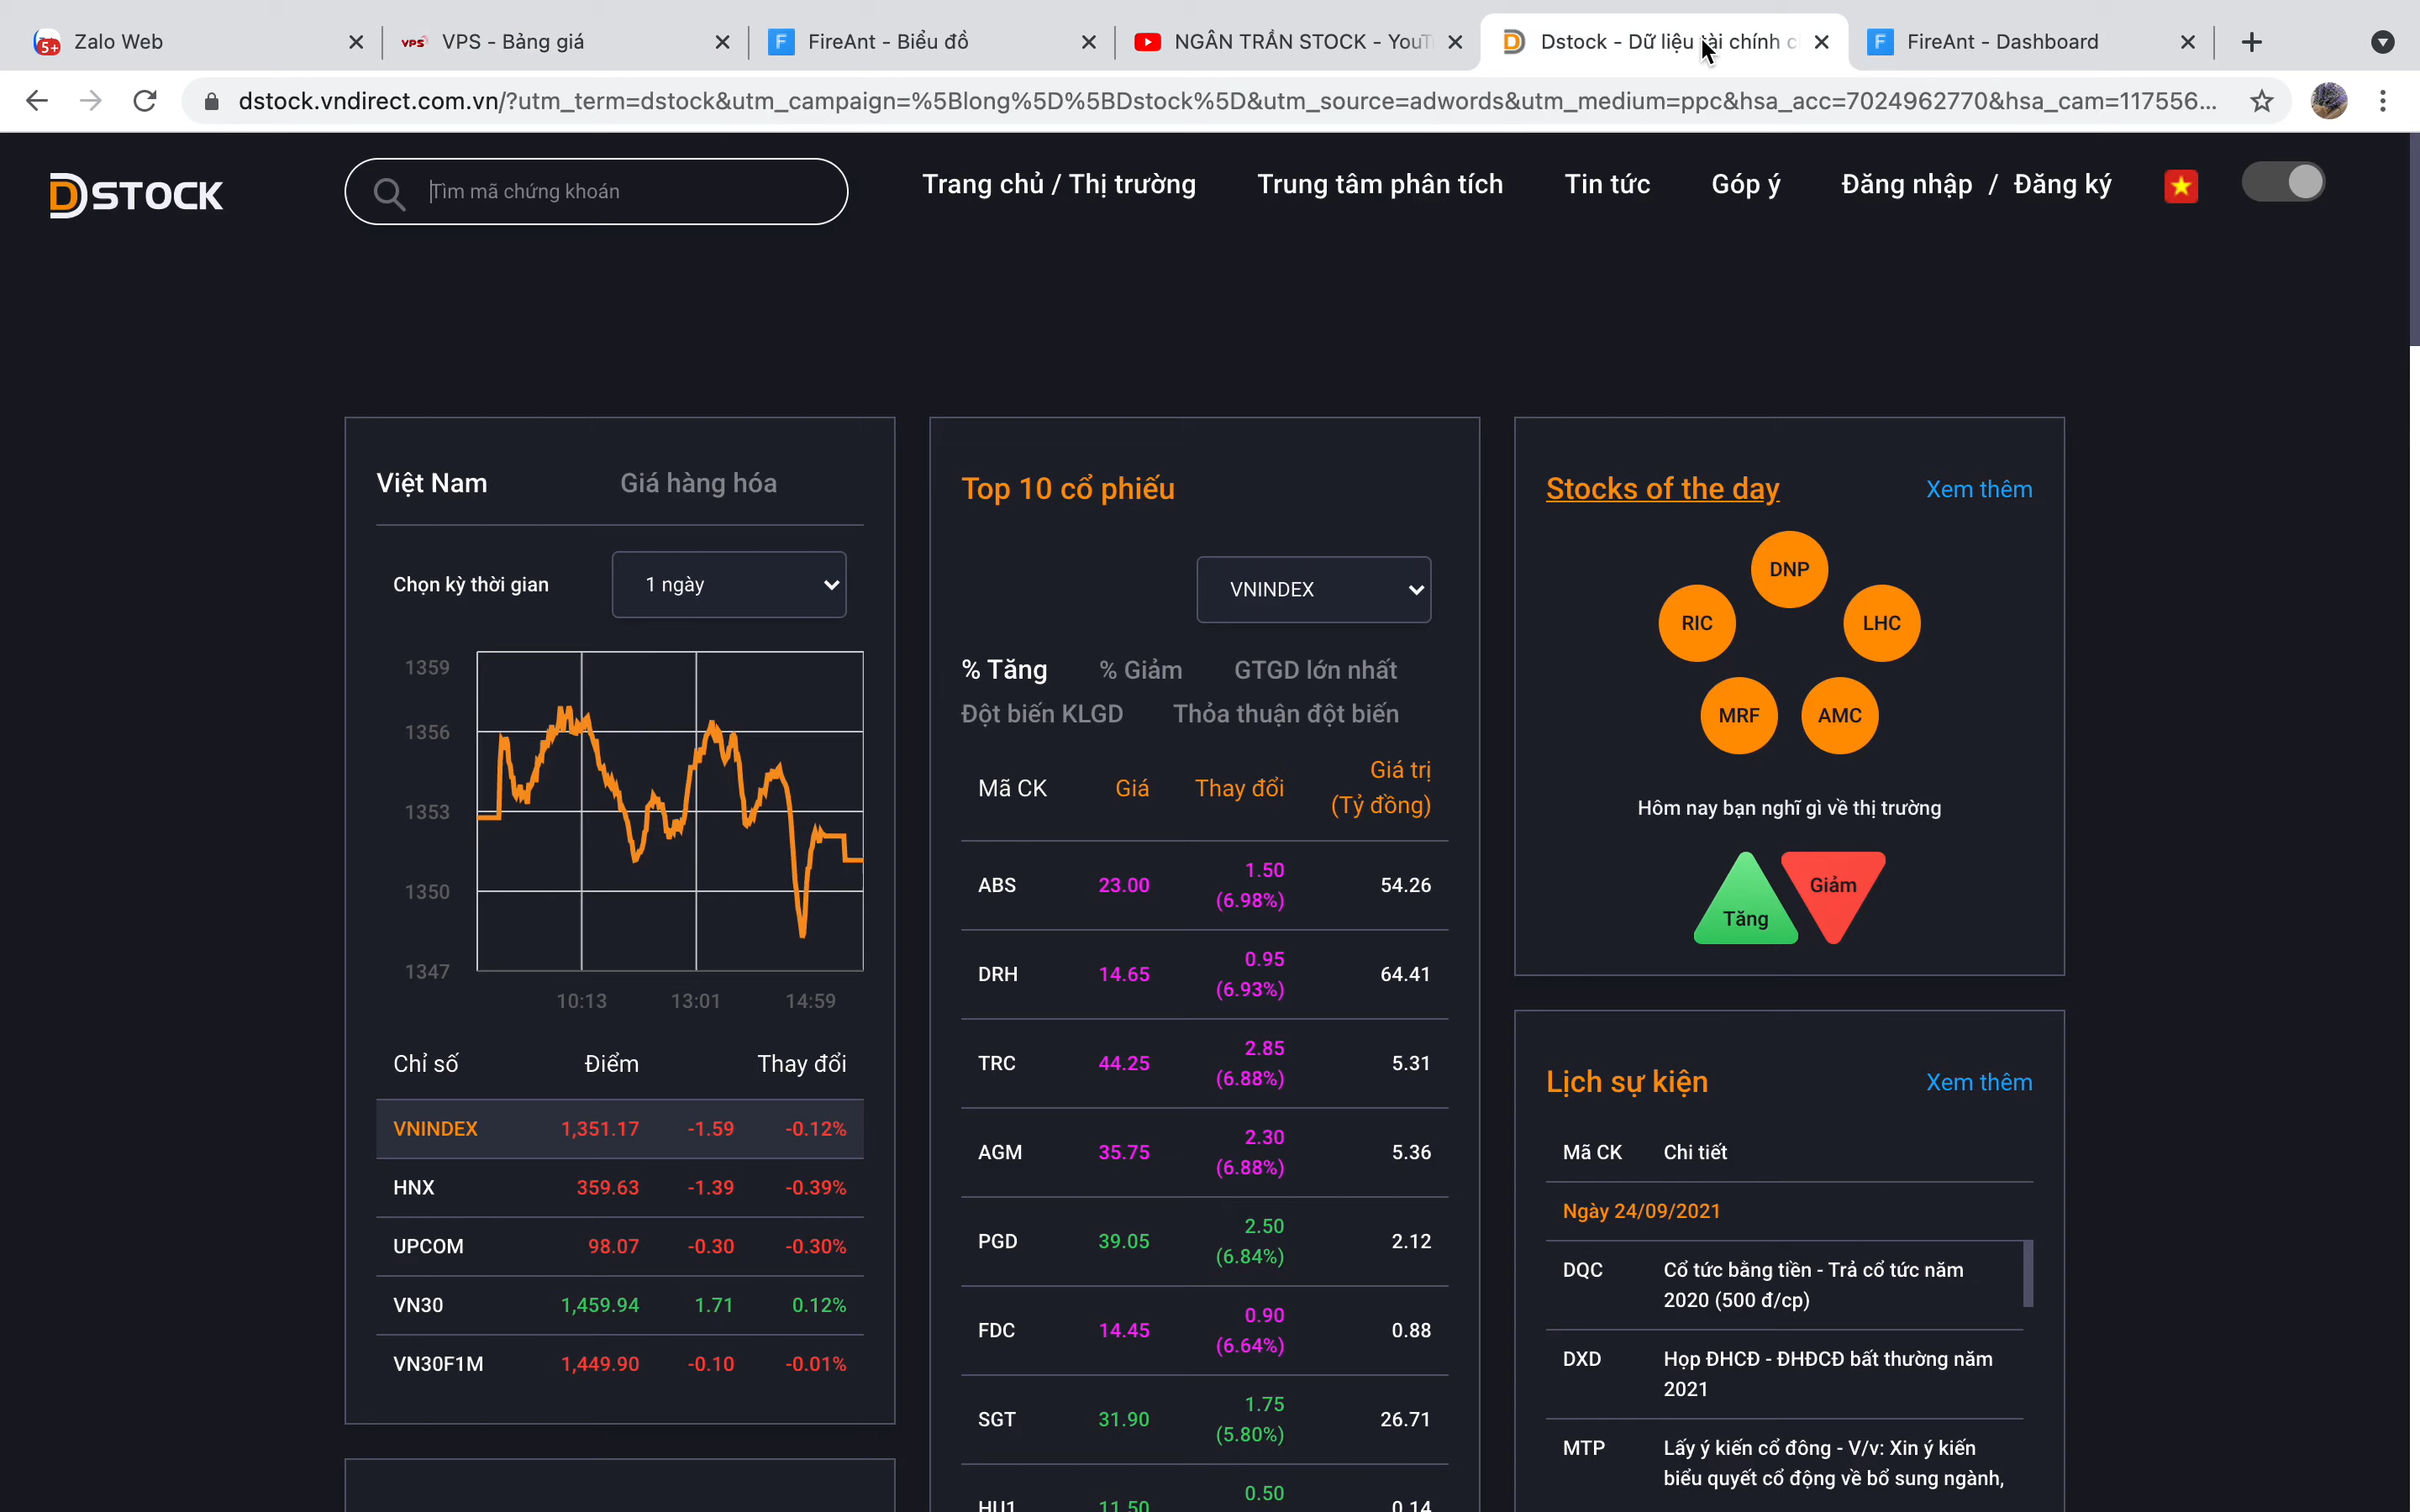 Zalo Web
5+
VPS - Bảng giá
FireAnt - Biểu đồ
NGÂN TRẦN STOCK - YouT
Dstock - Dữ liệu tài chính c
FireAnt - Dashboard
dstock.vndirect.com.vn/?utm_term=dstock&utm_campaign=%5Blong%5D%5BDstock%5D&utm_source=adwords&utm_medium=ppc&hsa_acc=7024962770&hsa_cam=117556...
DSTOCK
Tìm mã chứng khoán
Trang chủ / Thị trường
Trung tâm phân tích
Tin tức
Góp ý
Đăng nhập / Đăng ký
Việt Nam
Giá hàng hóa
Chọn kỳ thời gian
1 ngày
1359
1356
1353
1350
1347
10:13 13:01 14:59
Chỉ số Điểm Thay đổi
VNINDEX 1,351.17 -1.59 -0.12%
HNX 359.63 -1.39 -0.39%
UPCOM 98.07 -0.30 -0.30%
VN30 1,459.94 1.71 0.12%
VN30F1M 1,449.90 -0.10 -0.01%
Top 10 cổ phiếu
VNINDEX
% Tăng % Giảm GTGD lớn nhất
Đột biến KLGD Thỏa thuận đột biến
Mã CK Giá Thay đổi Giá trị
(Tỷ đồng)
ABS 23.00 1.50 54.26
(6.98%)
DRH 14.65 0.95 64.41
(6.93%)
TRC 44.25 2.85 5.31
(6.88%)
AGM 35.75 2.30 5.36
(6.88%)
PGD 39.05 2.50 2.12
(6.84%)
FDC 14.45 0.90 0.88
(6.64%)
SGT 31.90 1.75 26.71
(5.80%)
HU1 11.50 0.50 0.14
Stocks of the day
Xem thêm
DNP
RIC
LHC
MRF
AMC
Hôm nay bạn nghĩ gì về thị trường
Tăng
Giảm
Lịch sự kiện
Xem thêm
Mã CK Chi tiết
Ngày 24/09/2021
DQC Cổ tức bằng tiền - Trả cổ tức năm
2020 (500 đ/cp)
DXD Họp ĐHCĐ - ĐHĐCĐ bất thường năm
2021
MTP Lấy ý kiến cổ đông - V/v: Xin ý kiến
biểu quyết cổ động về bổ sung ngành,